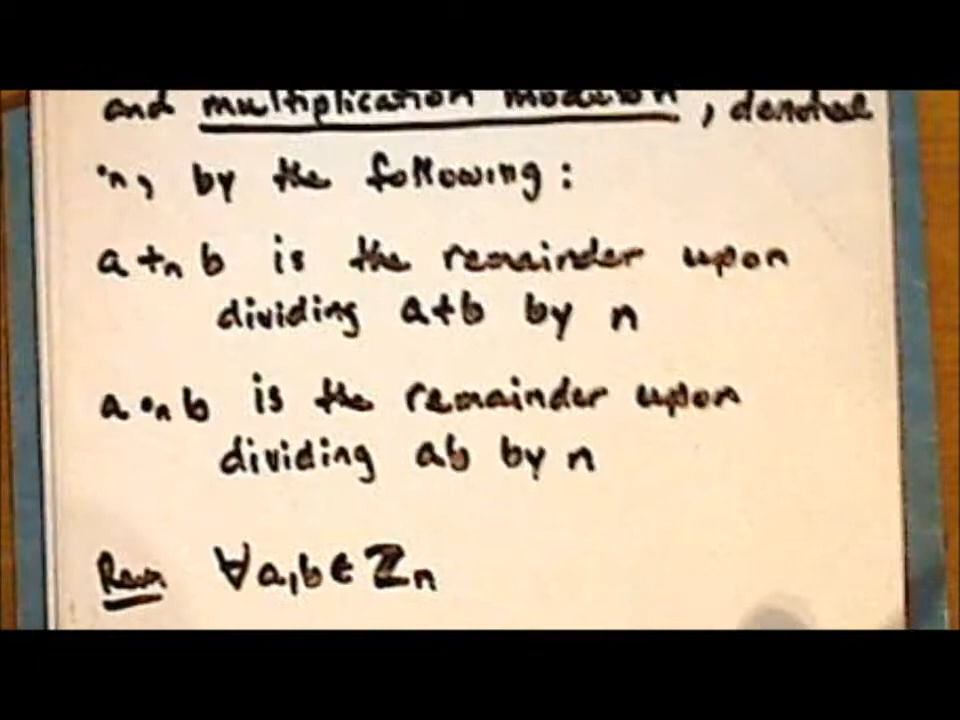 and multiplication modulo n, denoted
·n, by the following:
a +n b is the remainder upon
dividing a+b by n
a ·n b is the remainder upon
dividing ab by n
Rem ∀a,b ∈ ℤn